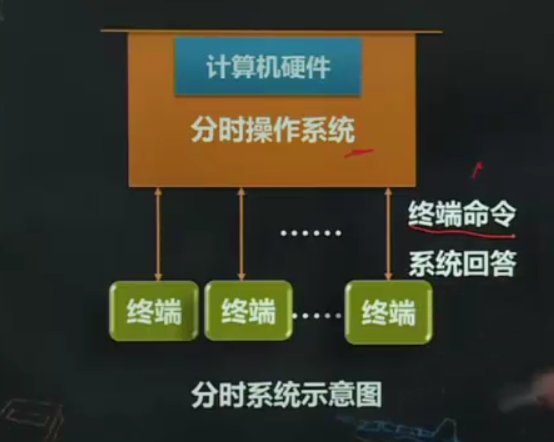 计算机硬件
分时操作系统
......
终端命令
系统回答
终端
终端
.....
终端
分时系统示意图